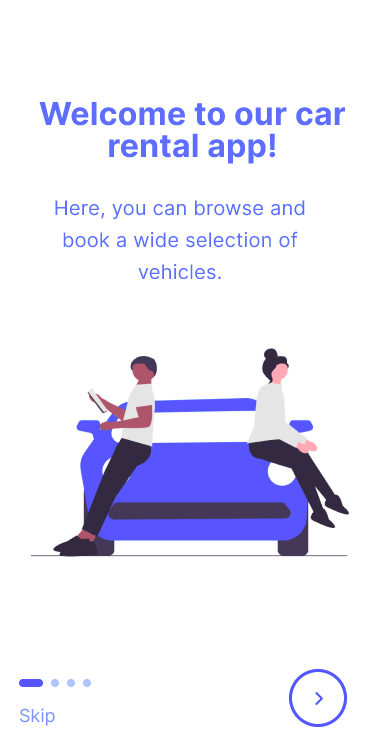 Welcome to our car
rental app!
Here, you can browse and
book a wide selection of
vehicles.
Skip